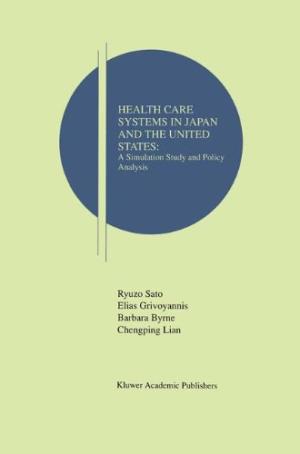 HEALTH CARE
SYSTEMS IN JAPAN
AND THE UNITED
STATES:
A Simulation Study and Policy
Analysis
Ryuzo Sato
Elias Grivoyannis
Barbara Byrne
Chengping Lian
Kluwer Academic Publishers